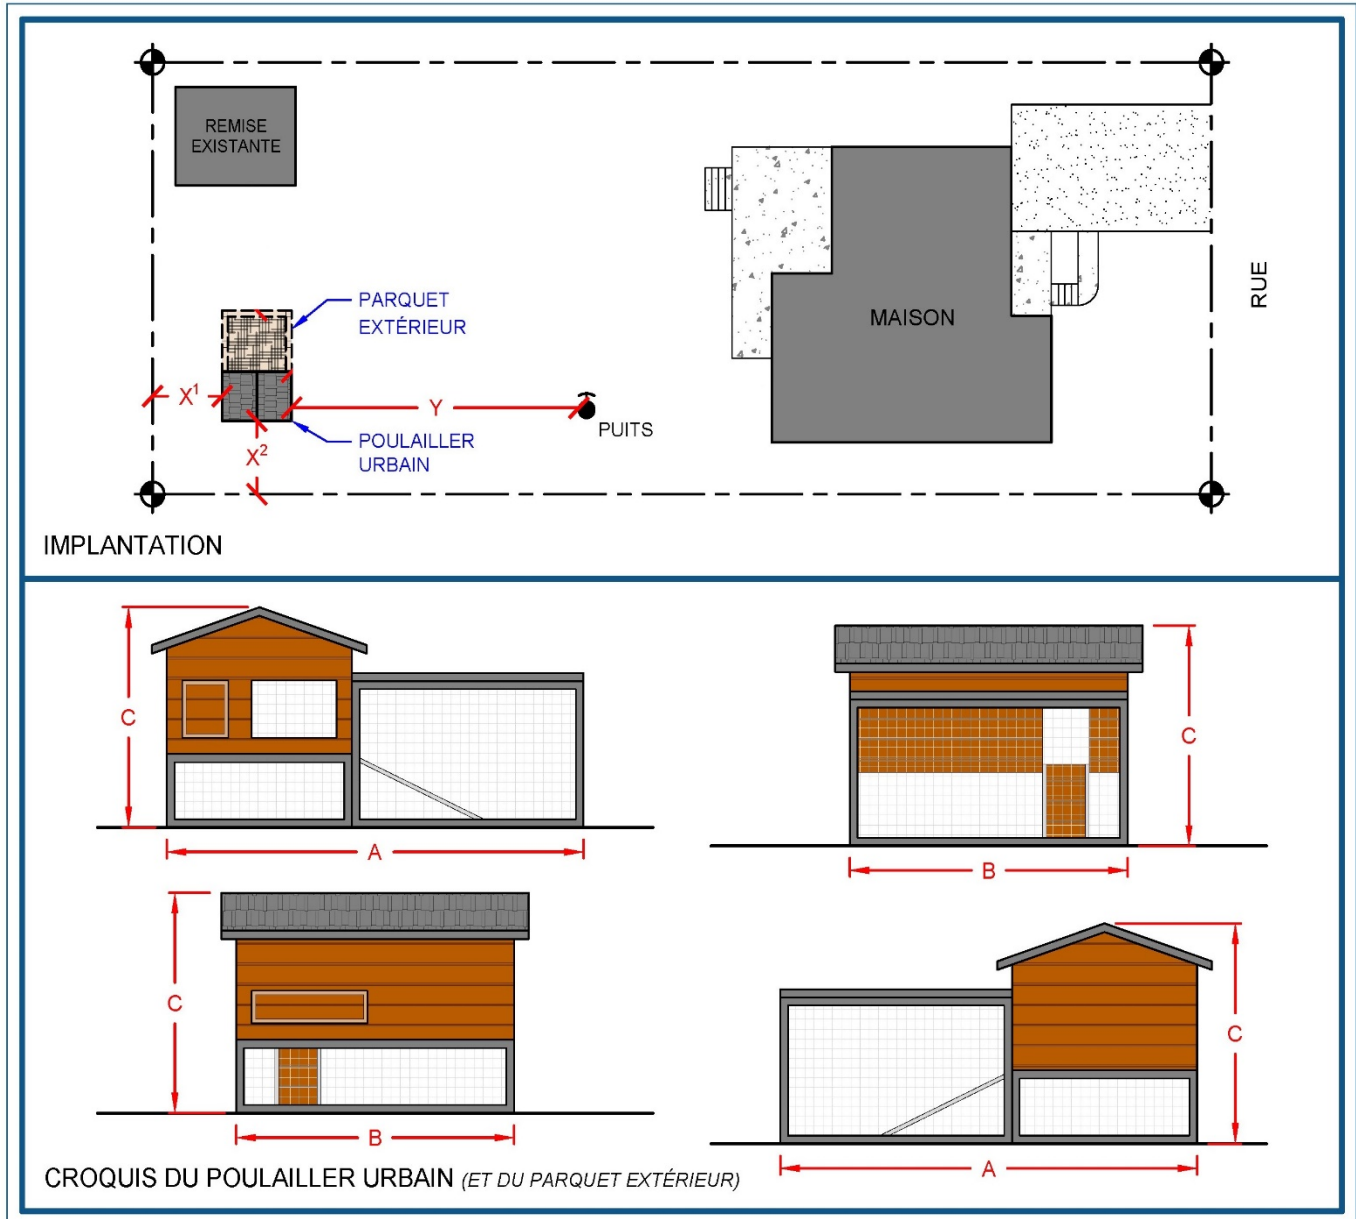 REMISE
EXISTANTE
PARQUET
EXTÉRIEUR
MAISON
RUE
X¹
Y
PUITS
POULAILLER
URBAIN
X²
IMPLANTATION
C
A
C
B
C
B
C
A
CROQUIS DU POULAILLER URBAIN (ET DU PARQUET EXTÉRIEUR)